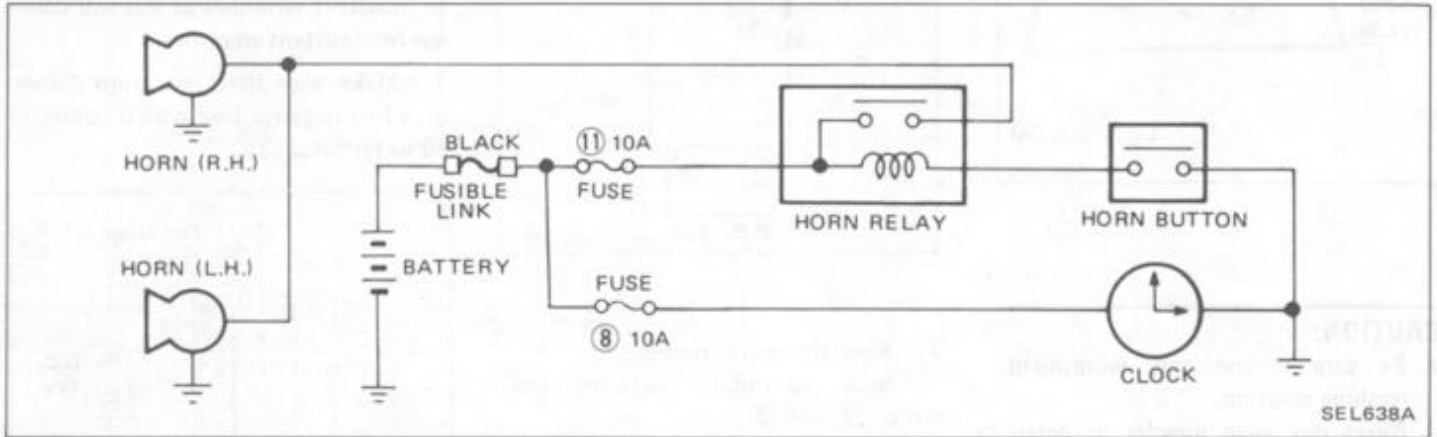 HORN (R.H.)
BLACK
FUSIBLE
LINK
⑪ 10A
FUSE
HORN RELAY
HORN BUTTON
HORN (L.H.)
BATTERY
FUSE
⑧ 10A
CLOCK
SEL638A